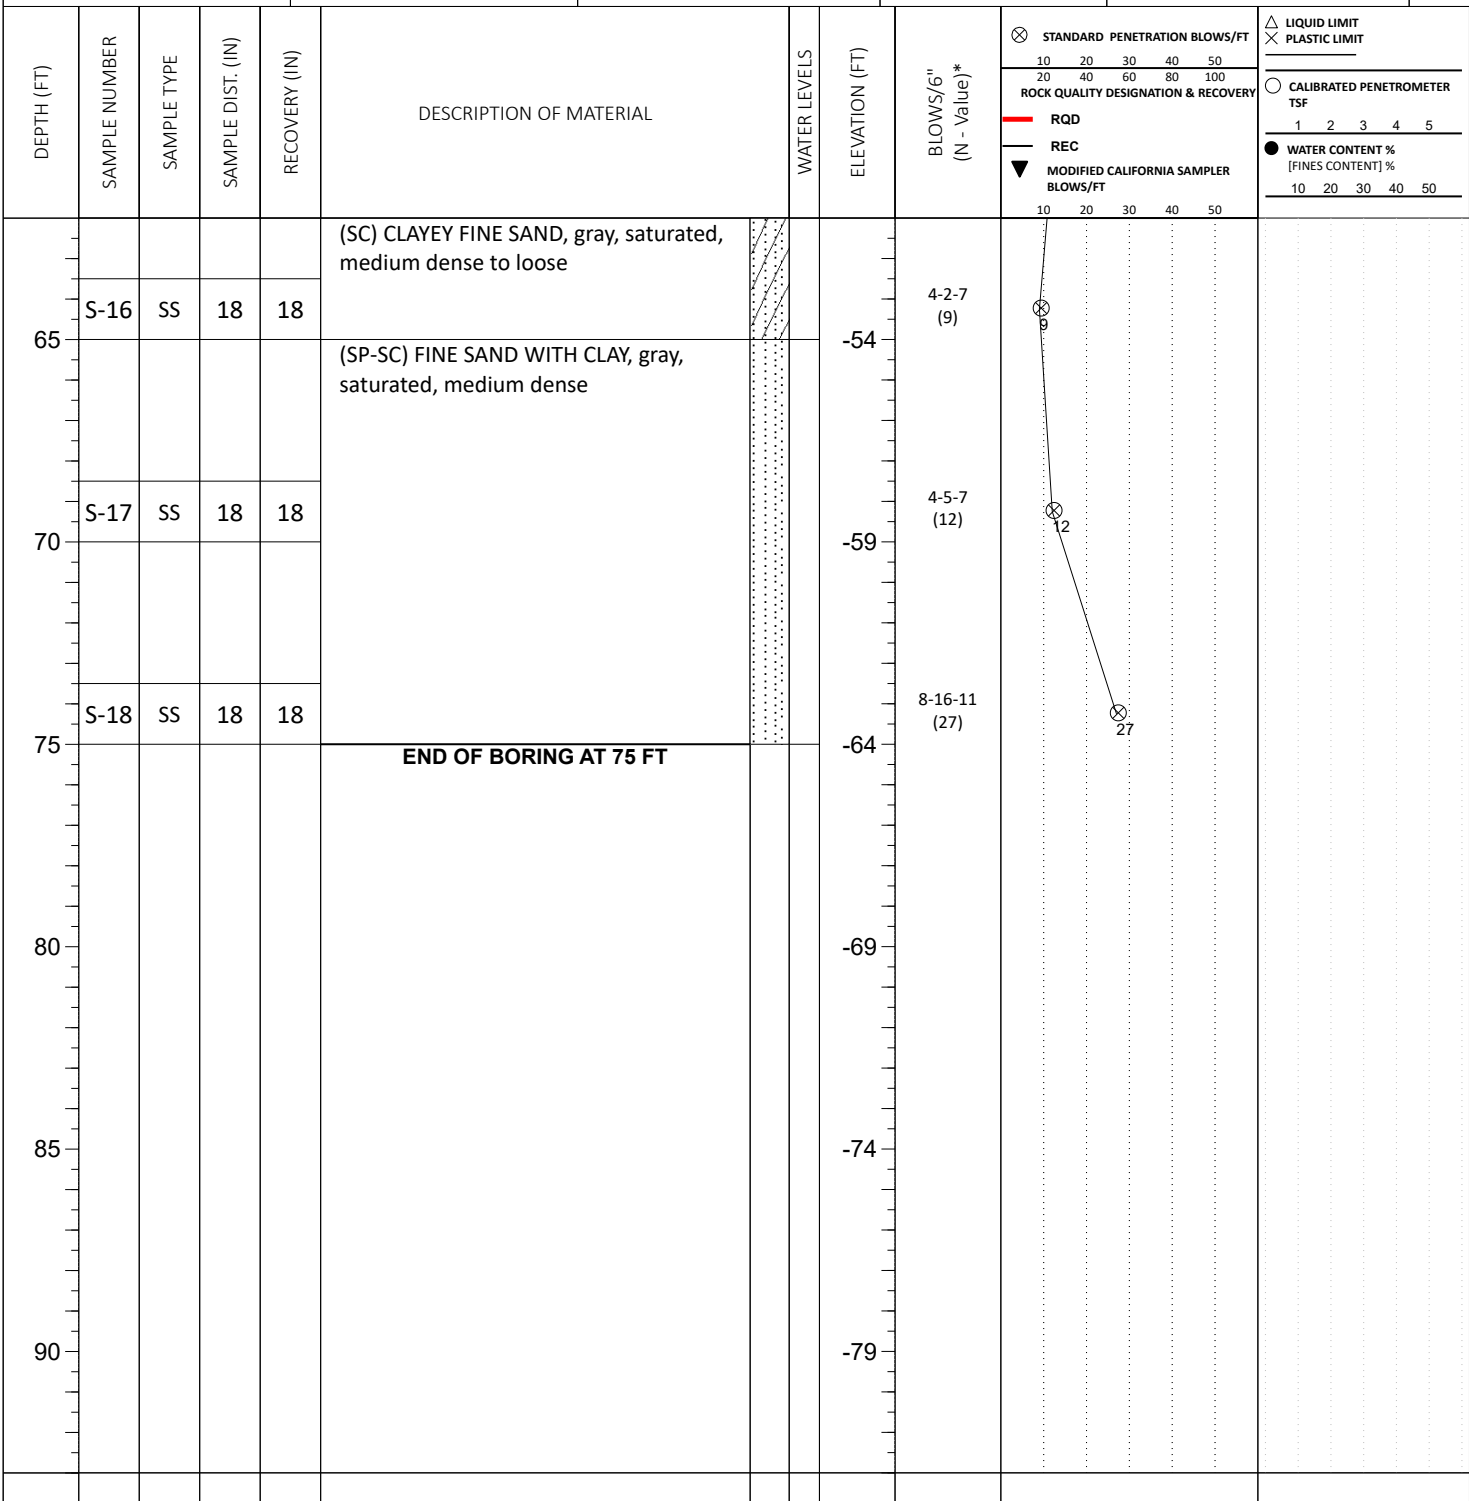 DEPTH (FT)
SAMPLE NUMBER
SAMPLE TYPE
SAMPLE DIST. (IN)
RECOVERY (IN)
DESCRIPTION OF MATERIAL
WATER LEVELS
ELEVATION (FT)
BLOWS/6"
(N - Value)*
STANDARD PENETRATION BLOWS/FT
10 20 30 40 50
20 40 60 80 100
ROCK QUALITY DESIGNATION & RECOVERY
RQD
REC
MODIFIED CALIFORNIA SAMPLER
BLOWS/FT
10 20 30 40 50
LIQUID LIMIT
PLASTIC LIMIT
CALIBRATED PENETROMETER
TSF
1 2 3 4 5
WATER CONTENT %
[FINES CONTENT] %
10 20 30 40 50
(SC) CLAYEY FINE SAND, gray, saturated,
medium dense to loose
S-16 SS 18 18
4-2-7
(9)
9
65
-54
(SP-SC) FINE SAND WITH CLAY, gray,
saturated, medium dense
S-17 SS 18 18
4-5-7
(12)
12
70
-59
S-18 SS 18 18
8-16-11
(27)
27
75
-64
END OF BORING AT 75 FT
80
-69
85
-74
90
-79